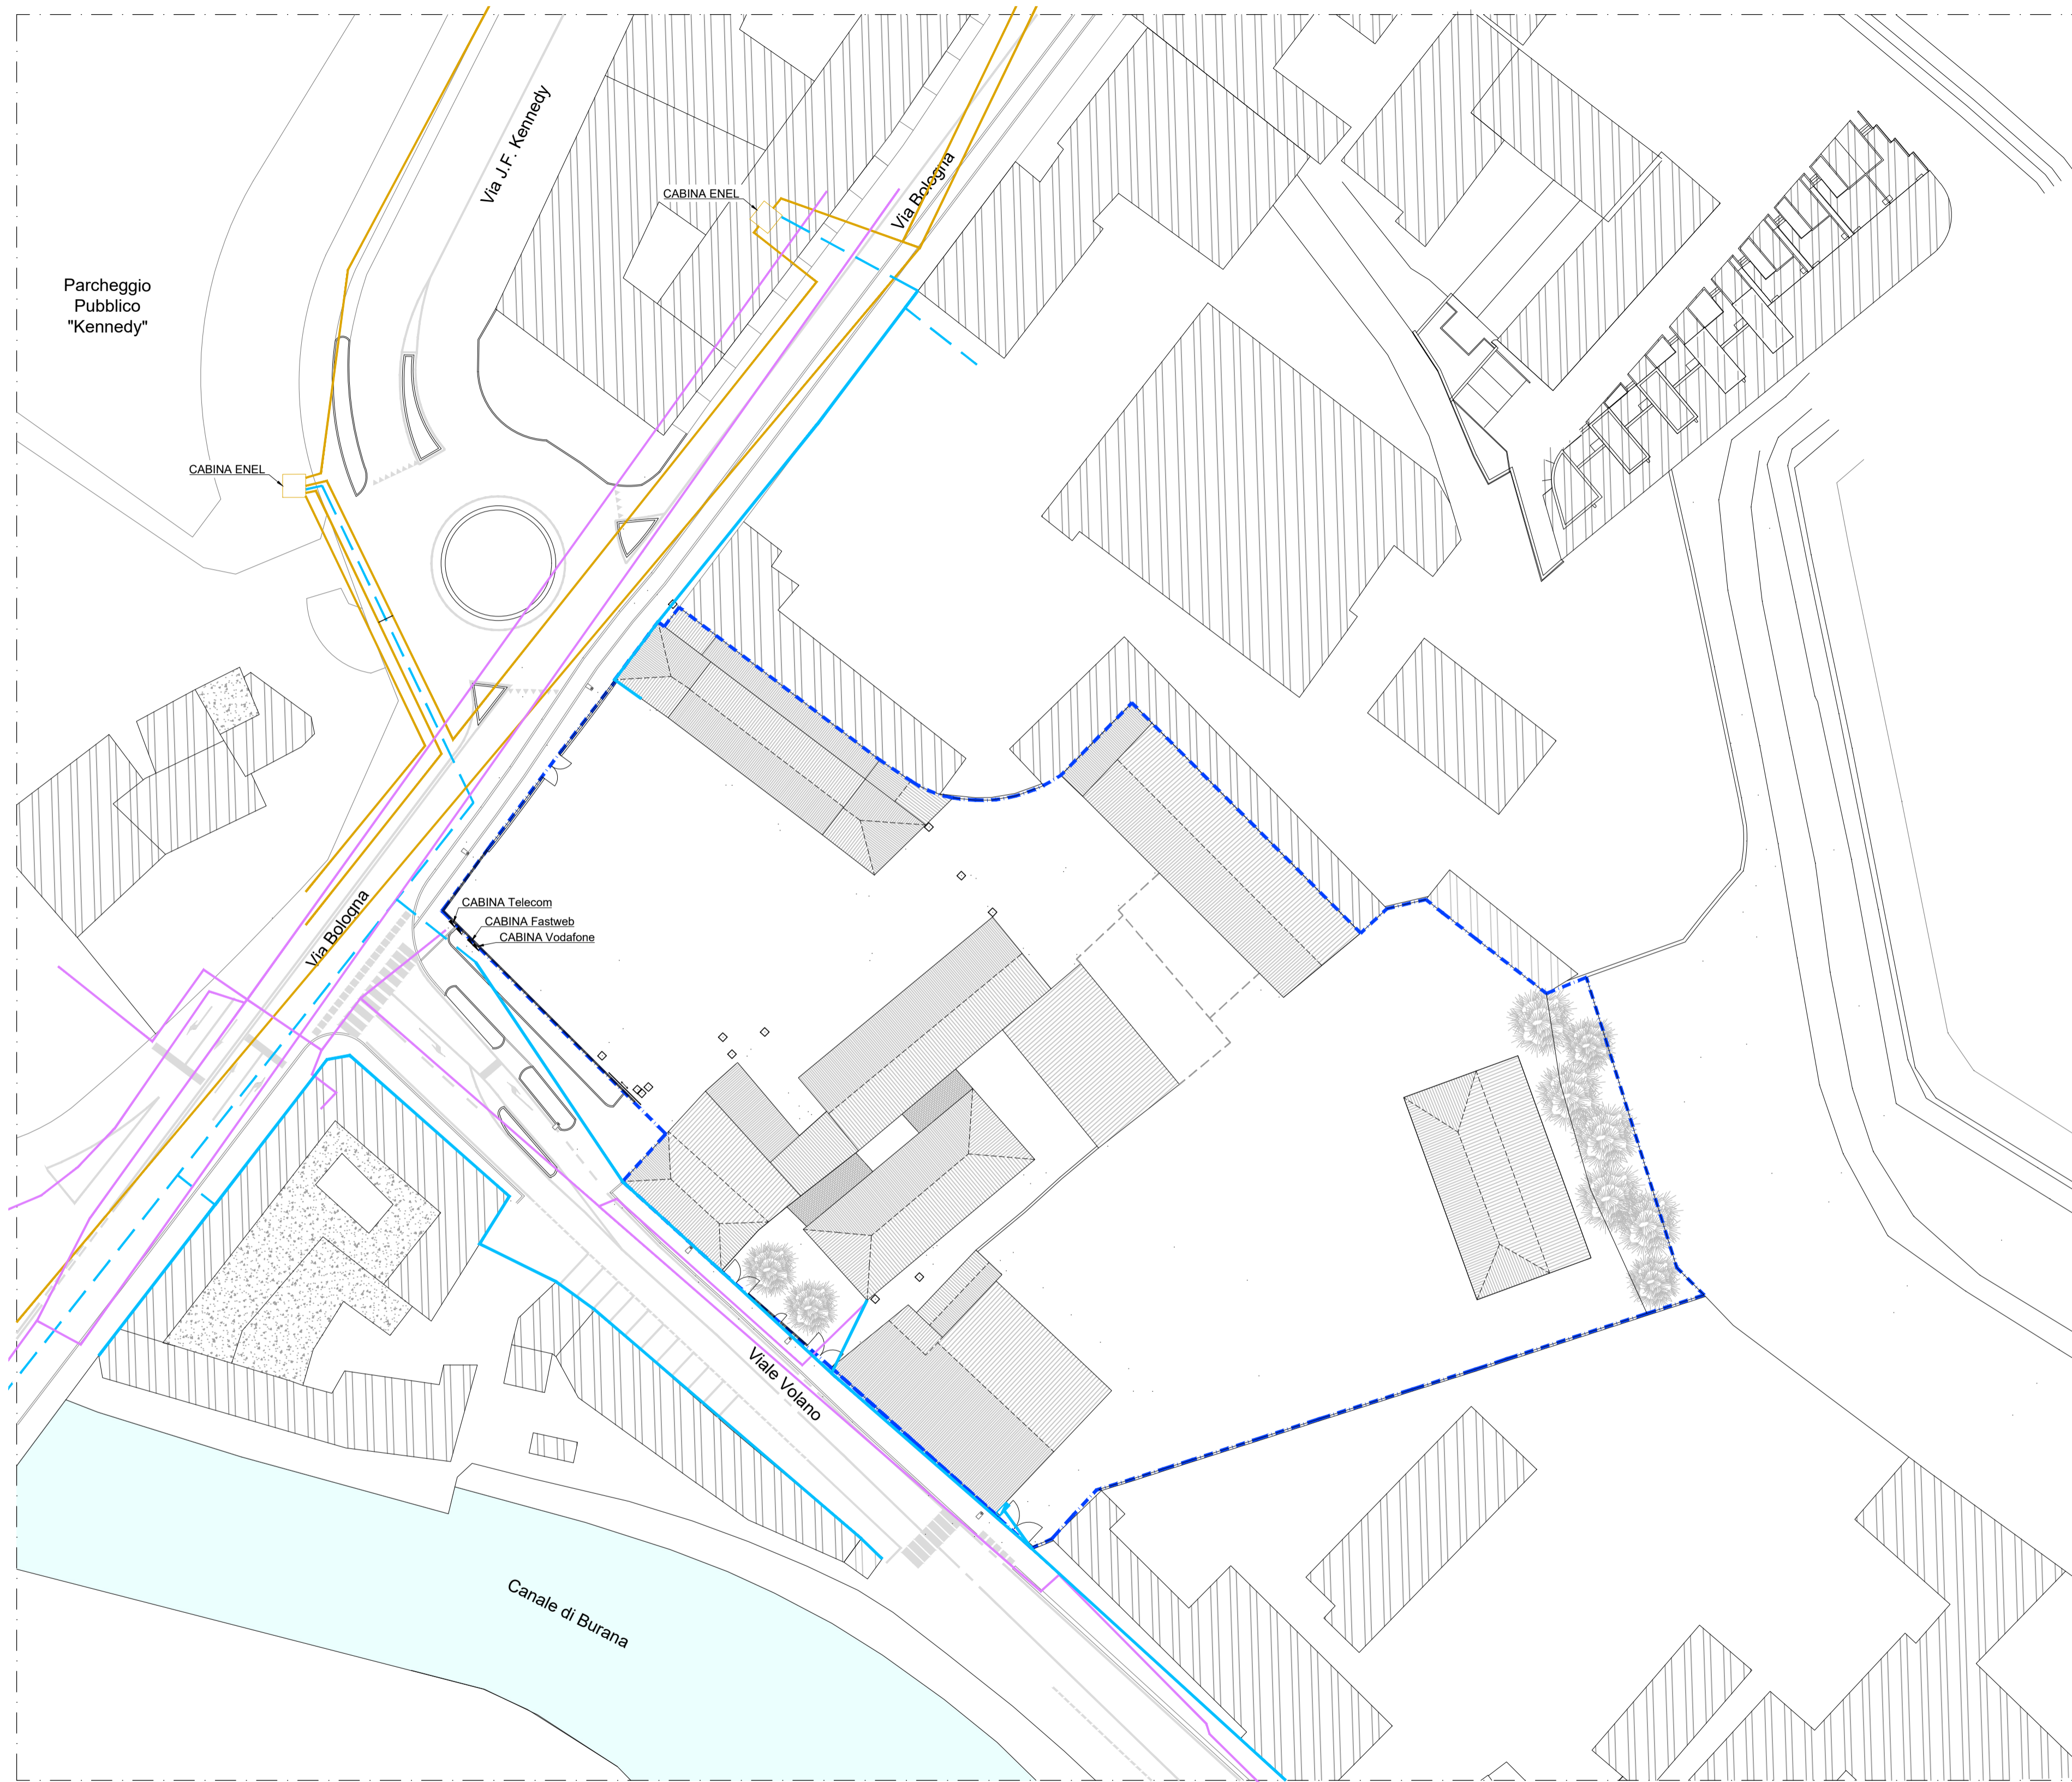 Via J.F. Kennedy
Via Bologna
CABINA ENEL
Parcheggio
Pubblico
"Kennedy"
CABINA ENEL
CABINA Telecom
CABINA Fastweb
CABINA Vodafone
Via Bologna
Viale Volano
Canale di Burana